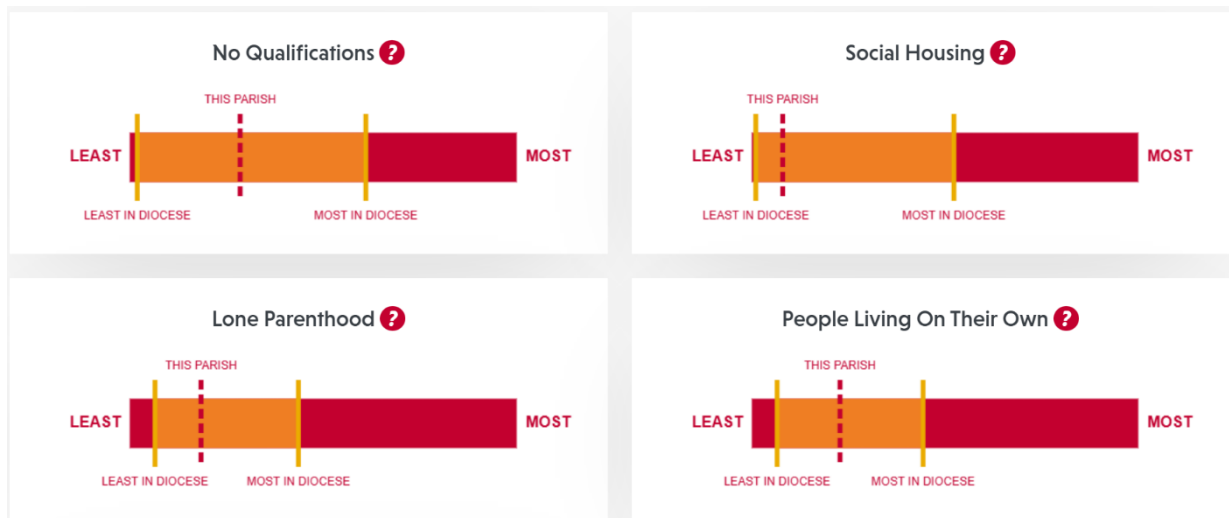 No Qualifications ?
THIS PARISH
LEAST
MOST
LEAST IN DIOCESE
MOST IN DIOCESE
Social Housing ?
THIS PARISH
LEAST
MOST
LEAST IN DIOCESE
MOST IN DIOCESE
Lone Parenthood ?
THIS PARISH
LEAST
MOST
LEAST IN DIOCESE
MOST IN DIOCESE
People Living On Their Own ?
THIS PARISH
LEAST
MOST
LEAST IN DIOCESE
MOST IN DIOCESE